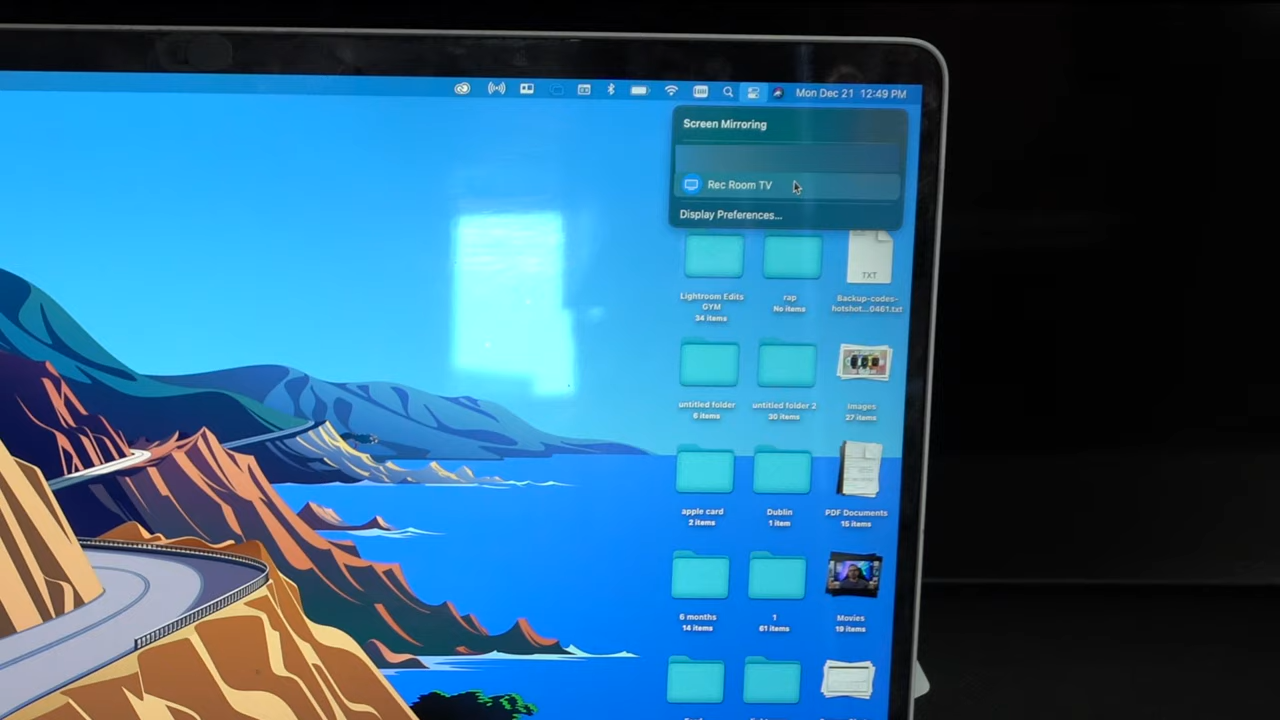 Mon Dec 21 12:49 PM
Screen Mirroring
Rec Room TV
Display Preferences...
Lightroom Edits
GYM
34 items
rap
No items
TXT
Backup-codes-
hotshot...0461.txt
untitled folder
6 items
untitled folder 2
30 items
Images
27 items
apple card
2 items
Dublin
1 item
PDF Documents
15 items
6 months
14 items
1
61 items
Movies
19 items